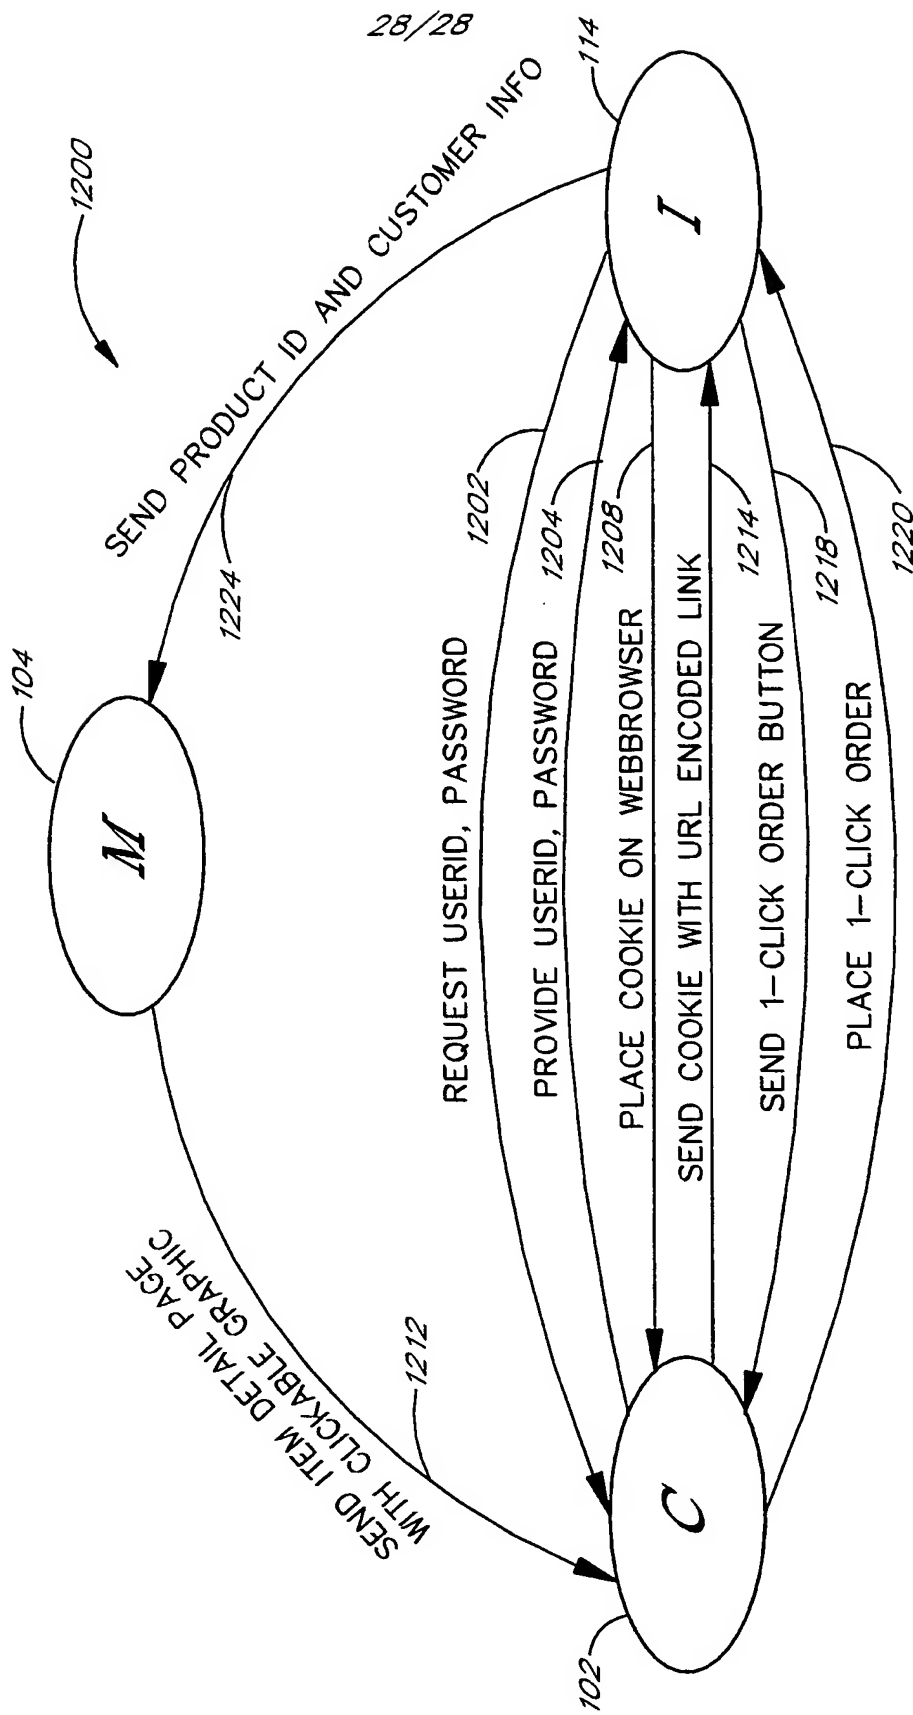 28/28
1200
104
M
SEND PRODUCT ID AND CUSTOMER INFO
1224
SEND ITEM DETAIL PAGE
WITH CLICKABLE GRAPHIC
1212
REQUEST USERID, PASSWORD
1202
PROVIDE USERID, PASSWORD
1204
PLACE COOKIE ON WEBBROWSER
1208
SEND COOKIE WITH URL ENCODED LINK
1214
SEND 1-CLICK ORDER BUTTON
1218
PLACE 1-CLICK ORDER
1220
102
C
114
I